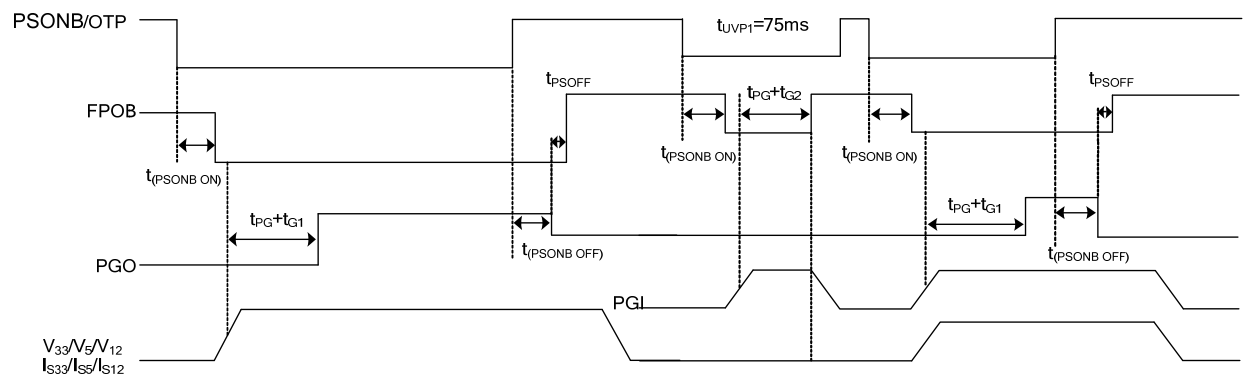 PSONB/OTP
tUVP1=75ms
tPSOFF
tPSOFF
tPG+tG2
FPOB
t(PSONB ON)
t(PSONB ON)
t(PSONB ON)
tPG+tG1
tPG+tG1
t(PSONB OFF)
t(PSONB OFF)
PGO
PGI
V33/V5/V12
IS33/IS5/IS12